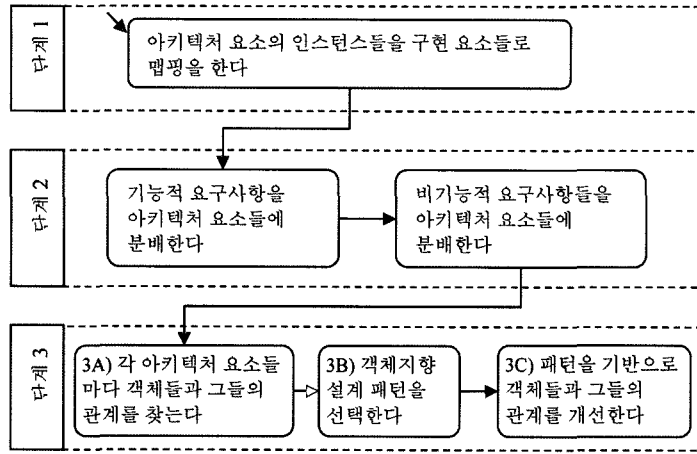 단계 1
아키텍처 요소의 인스턴스들을 구현 요소들로
맵핑을 한다
단계 2
기능적 요구사항을
아키텍처 요소들에
분배한다
비기능적 요구사항들을
아키텍처 요소들에
분배한다
단계 3
3A) 각 아키텍처 요소들
마다 객체들과 그들의
관계를 찾는다
3B) 객체지향
설계 패턴을
선택한다
3C) 패턴을 기반으로
객체들과 그들의
관계를 개선한다